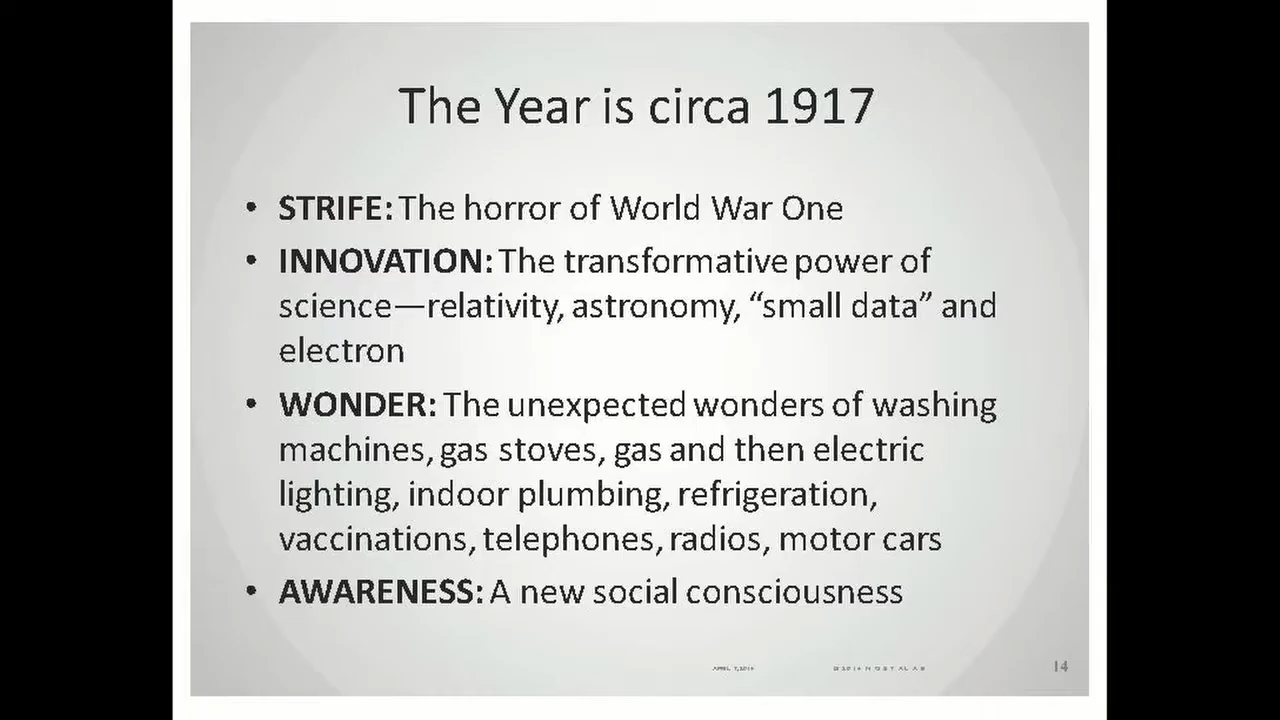 The Year is circa 1917
• STRIFE: The horror of World War One
• INNOVATION: The transformative power of
science—relativity, astronomy, “small data” and
electron
• WONDER: The unexpected wonders of washing
machines, gas stoves, gas and then electric
lighting, indoor plumbing, refrigeration,
vaccinations, telephones, radios, motor cars
• AWARENESS: A new social consciousness
14